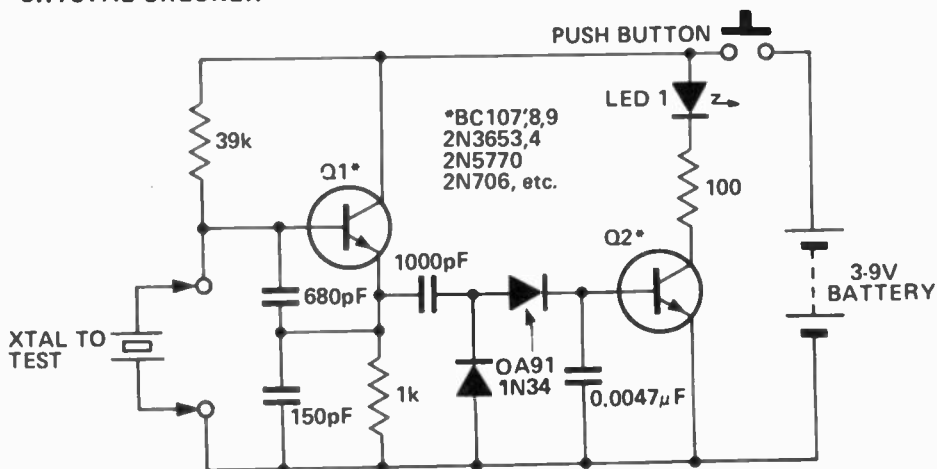 PUSH BUTTON
LED 1
*BC107,'8,9
2N3653,4
2N5770
2N706, etc.
39k
Q1*
100
Q2*
1000pF
3-9V
BATTERY
680pF
XTAL TO
TEST
OA91
1N34
1k
150pF
0.0047µF